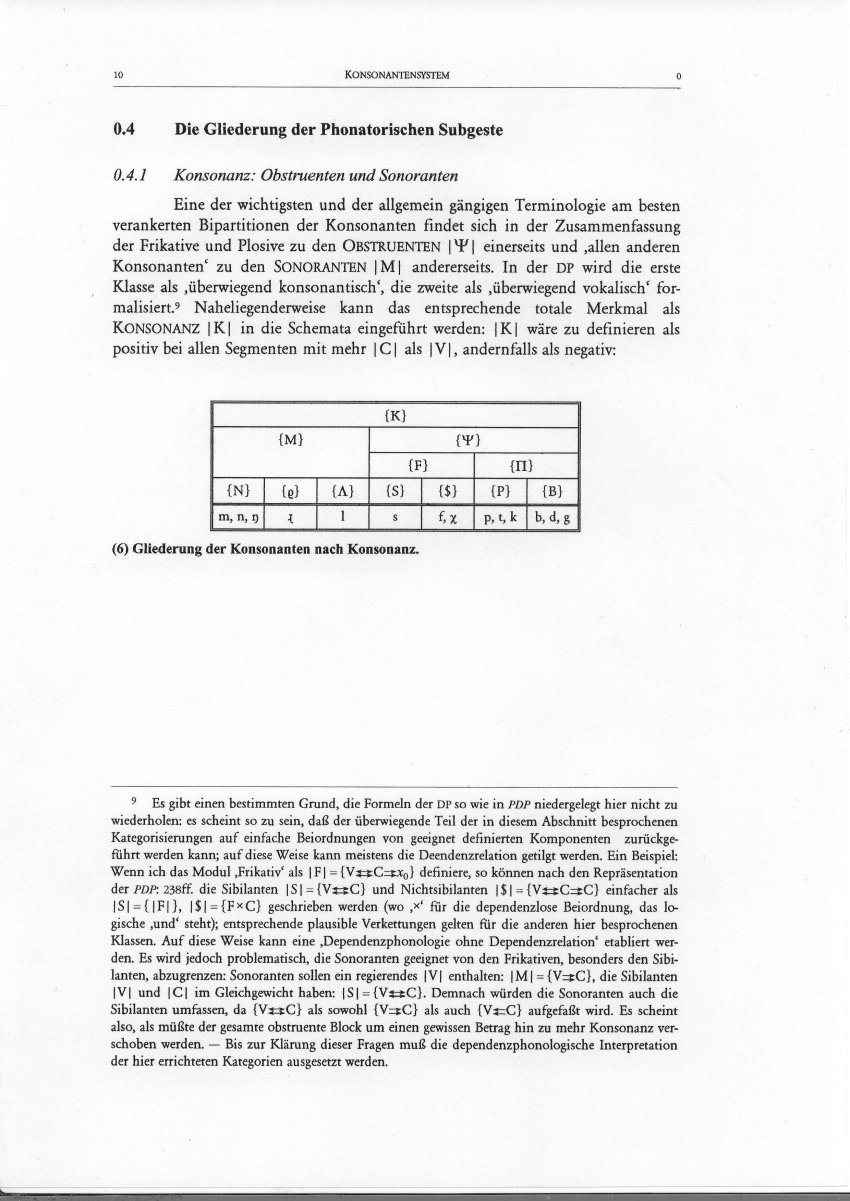 10 KONSONANTENSYSTEM 0
0.4 Die Gliederung der Phonatorischen Subgeste
0.4.1 Konsonanz: Obstruenten und Sonoranten
Eine der wichtigsten und der allgemein gängigen Terminologie am besten
verankerten Bipartitionen der Konsonanten findet sich in der Zusammenfassung
der Frikative und Plosive zu den OBSTRUENTEN |Ψ| einerseits und ‚allen anderen
Konsonanten‘ zu den SONORANTEN |M| andererseits. In der DP wird die erste
Klasse als ‚überwiegend konsonantisch‘, die zweite als ‚überwiegend vokalisch‘ for-
malisiert.⁹ Naheliegenderweise kann das entsprechende totale Merkmal als
KONSONANZ |K| in die Schemata eingeführt werden: |K| wäre zu definieren als
positiv bei allen Segmenten mit mehr |C| als |V|, andernfalls als negativ:
{K}
{M} {Ψ}
{F} {Π}
{N} {ϱ} {Λ} {S} {$} {P} {B}
m, n, ŋ ɻ l s f, χ p, t, k b, d, g
(6) Gliederung der Konsonanten nach Konsonanz.
⁹ Es gibt einen bestimmten Grund, die Formeln der DP so wie in PDP niedergelegt hier nicht zu
wiederholen: es scheint so zu sein, daß der überwiegende Teil der in diesem Abschnitt besprochenen
Kategorisierungen auf einfache Beiordnungen von geeignet definierten Komponenten zurückge-
führt werden kann; auf diese Weise kann meistens die Deendenzrelation getilgt werden. Ein Beispiel:
Wenn ich das Modul ‚Frikativ‘ als |F| = {V⇄C⇉x₀} definiere, so können nach den Repräsentation
der PDP: 238ff. die Sibilanten |S| = {V⇄C} und Nichtsibilanten |$| = {V⇄C⇉C} einfacher als
|S| = {|F|}, |$| = {F×C} geschrieben werden (wo ‚×‘ für die dependenzlose Beiordnung, das lo-
gische ‚und‘ steht); entsprechende plausible Verkettungen gelten für die anderen hier besprochenen
Klassen. Auf diese Weise kann eine ‚Dependenzphonologie ohne Dependenzrelation‘ etabliert wer-
den. Es wird jedoch problematisch, die Sonoranten geeignet von den Frikativen, besonders den Sibi-
lanten, abzugrenzen: Sonoranten sollen ein regierendes |V| enthalten: |M| = {V⇉C}, die Sibilanten
|V| und |C| im Gleichgewicht haben: |S| = {V⇄C}. Demnach würden die Sonoranten auch die
Sibilanten umfassen, da {V⇄C} als sowohl {V⇉C} als auch {V⇇C} aufgefaßt wird. Es scheint
also, als müßte der gesamte obstruente Block um einen gewissen Betrag hin zu mehr Konsonanz ver-
schoben werden. — Bis zur Klärung dieser Fragen muß die dependenzphonologische Interpretation
der hier errichteten Kategorien ausgesetzt werden.